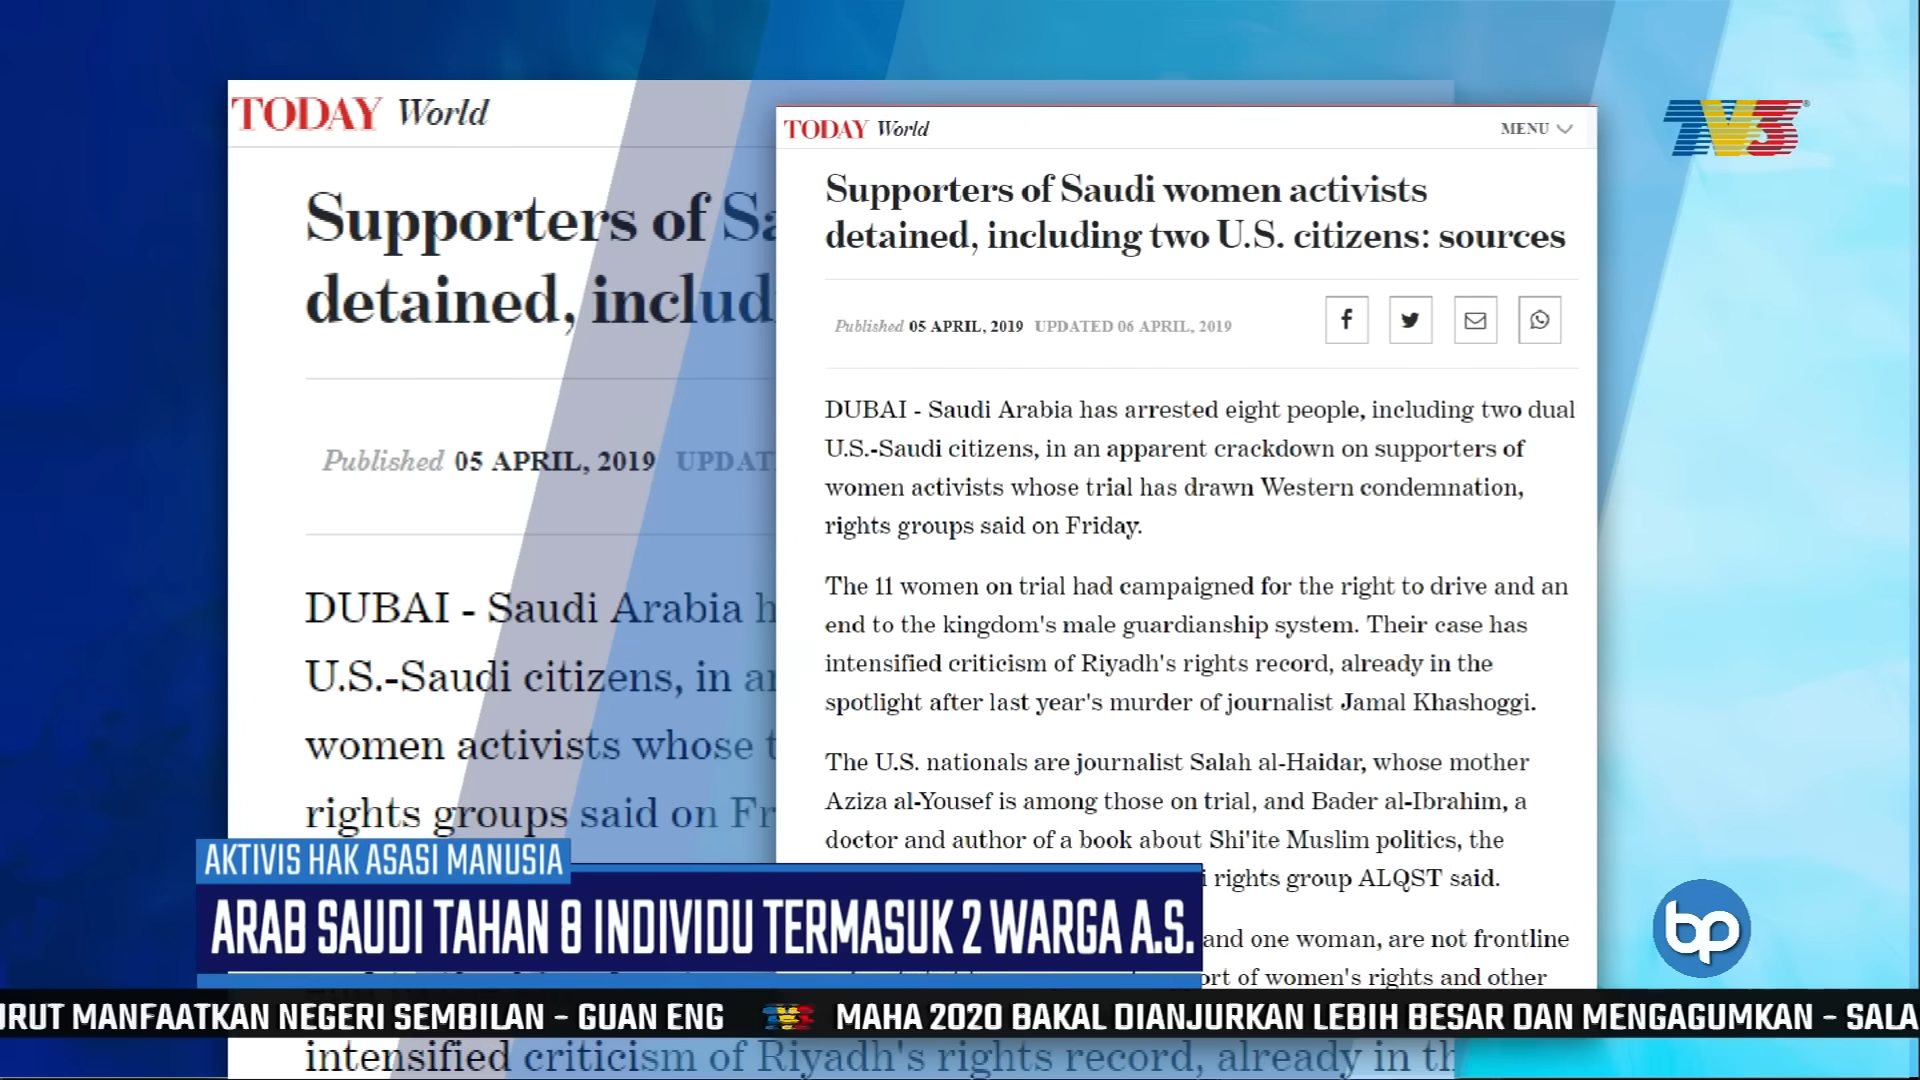 TODAY World
Supporters of Sa
detained, includ
Published 05 APRIL, 2019 UPDAT
DUBAI - Saudi Arabia h
U.S.-Saudi citizens, in a
women activists whose t
rights groups said on Fr
intensified criticism of Riyadh's rights record, already in th
TODAY World
MENU
Supporters of Saudi women activists
detained, including two U.S. citizens: sources
Published 05 APRIL, 2019 UPDATED 06 APRIL, 2019
DUBAI - Saudi Arabia has arrested eight people, including two dual
U.S.-Saudi citizens, in an apparent crackdown on supporters of
women activists whose trial has drawn Western condemnation,
rights groups said on Friday.
The 11 women on trial had campaigned for the right to drive and an
end to the kingdom's male guardianship system. Their case has
intensified criticism of Riyadh's rights record, already in the
spotlight after last year's murder of journalist Jamal Khashoggi.
The U.S. nationals are journalist Salah al-Haidar, whose mother
Aziza al-Yousef is among those on trial, and Bader al-Ibrahim, a
doctor and author of a book about Shi'ite Muslim politics, the
i rights group ALQST said.
and one woman, are not frontline
ort of women's rights and other
TV3
bp
AKTIVIS HAK ASASI MANUSIA
ARAB SAUDI TAHAN 8 INDIVIDU TERMASUK 2 WARGA A.S.
URUT MANFAATKAN NEGERI SEMBILAN - GUAN ENG TV3 MAHA 2020 BAKAL DIANJURKAN LEBIH BESAR DAN MENGAGUMKAN - SALA